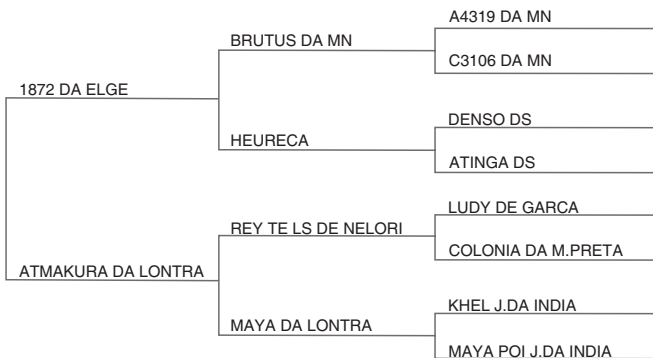 A4319 DA MN
BRUTUS DA MN
C3106 DA MN
1872 DA ELGE
DENSO DS
HEURECA
ATINGA DS
LUDY DE GARCA
REY TE LS DE NELORI
COLONIA DA M.PRETA
ATMAKURA DA LONTRA
KHEL J.DA INDIA
MAYA DA LONTRA
MAYA POI J.DA INDIA